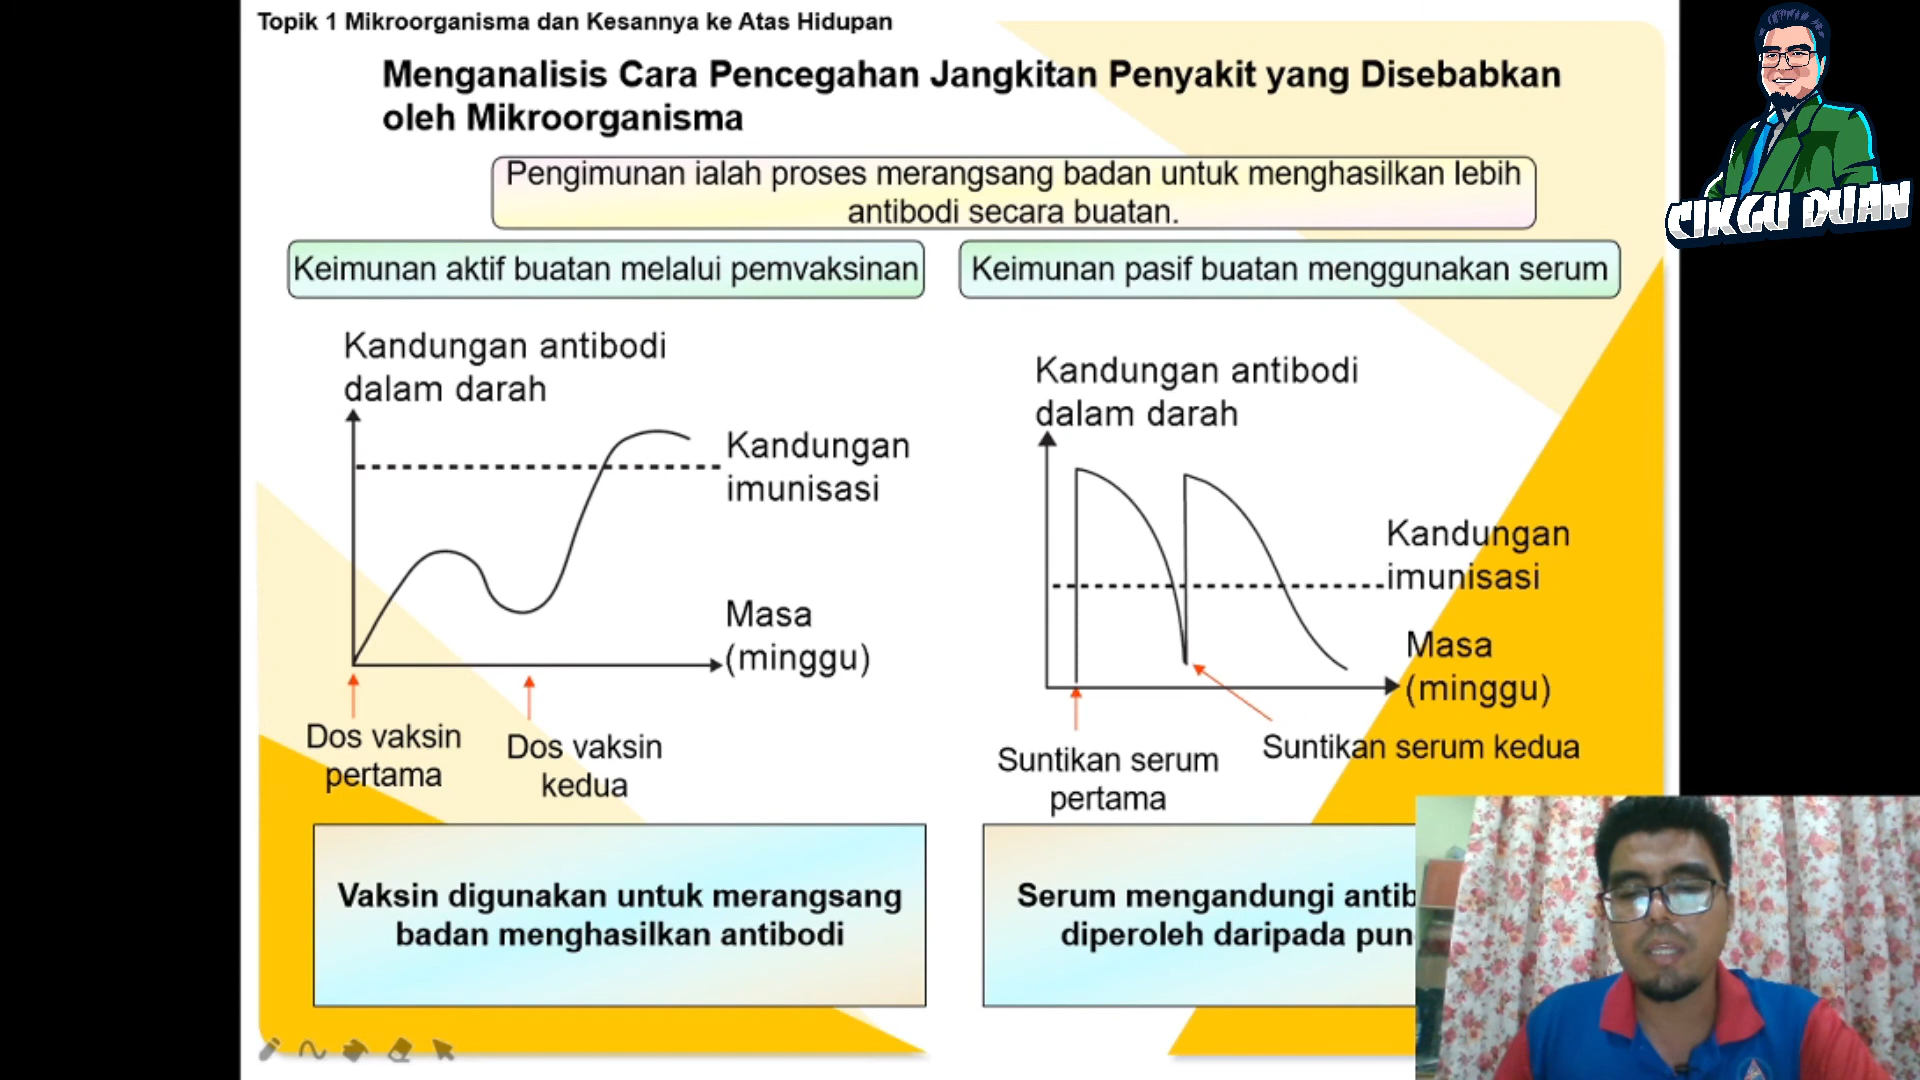 Topik 1 Mikroorganisma dan Kesannya ke Atas Hidupan
Menganalisis Cara Pencegahan Jangkitan Penyakit yang Disebabkan
oleh Mikroorganisma
Pengimunan ialah proses merangsang badan untuk menghasilkan lebih
antibodi secara buatan.
CIKGU DUAN
Keimunan aktif buatan melalui pemvaksinan
Keimunan pasif buatan menggunakan serum
Kandungan antibodi
dalam darah
Kandungan
imunisasi
Masa
(minggu)
Dos vaksin
pertama
Dos vaksin
kedua
Kandungan antibodi
dalam darah
Kandungan
imunisasi
Masa
(minggu)
Suntikan serum
pertama
Suntikan serum kedua
Vaksin digunakan untuk merangsang
badan menghasilkan antibodi
Serum mengandungi antib
diperoleh daripada pun